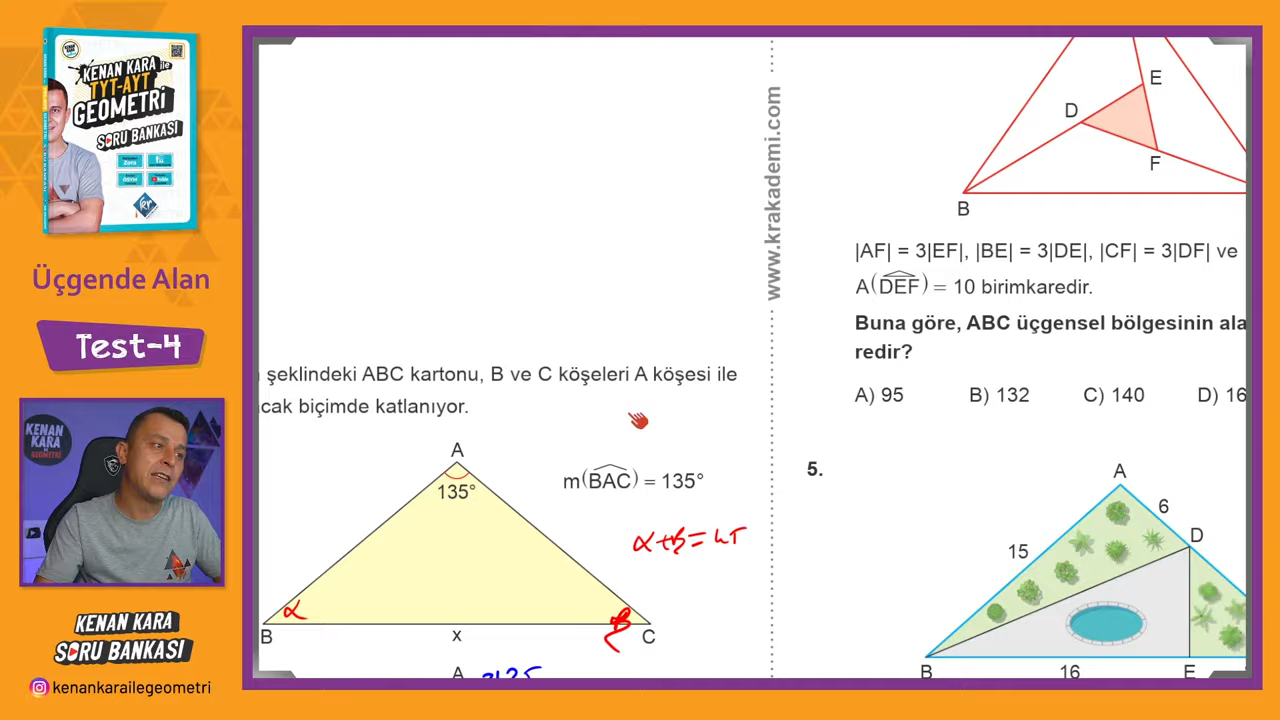 KENAN KARA ile
TYT-AYT
GEOMETRİ
SORU BANKASI
Üçgende Alan
Test-4
KENAN
KARA
KENAN KARA
SORU BANKASI
kenankarailegeometri
şeklindeki ABC kartonu, B ve C köşeleri A köşesi ile
acak biçimde katlanıyor.
A
135°
m(BAC) = 135°
α+β=45
α
β
B
x
C
A
www.krakademi.com
E
D
F
B
|AF| = 3|EF|, |BE| = 3|DE|, |CF| = 3|DF| ve
A(DEF) = 10 birimkaredir.
Buna göre, ABC üçgensel bölgesinin ala
redir?
A) 95 B) 132 C) 140 D) 16
5.
A
6
15
D
B
16
E